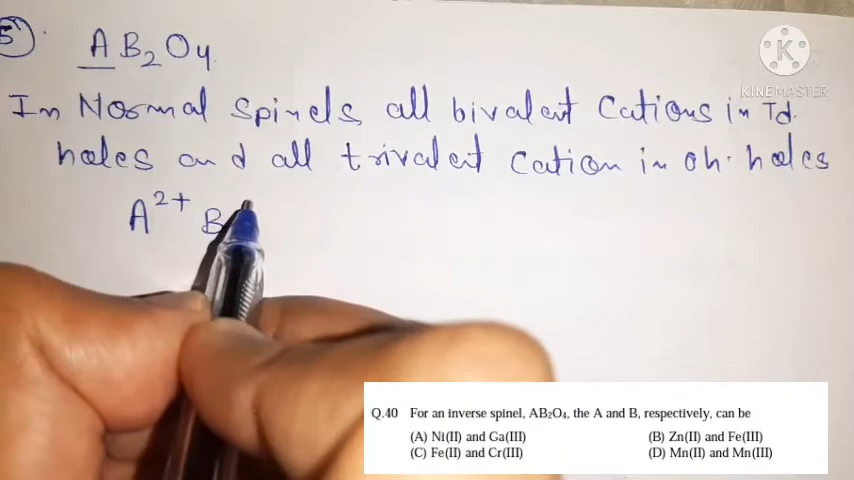 5
AB2O4
In Normal Spinels all bivalent Cations in Td.
holes and all trivalent Cation in Oh. holes
A2+ B
K
KINEMASTER
Q.40 For an inverse spinel, AB2O4, the A and B, respectively, can be
(A) Ni(II) and Ga(III) (B) Zn(II) and Fe(III)
(C) Fe(II) and Cr(III) (D) Mn(II) and Mn(III)